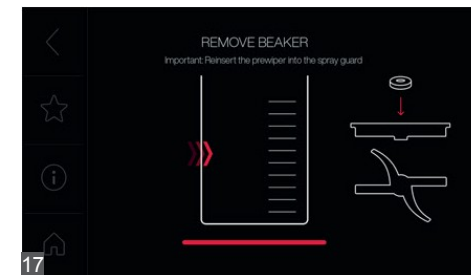 REMOVE BEAKER
Important: Reinsert the prewiper into the spray guard
17